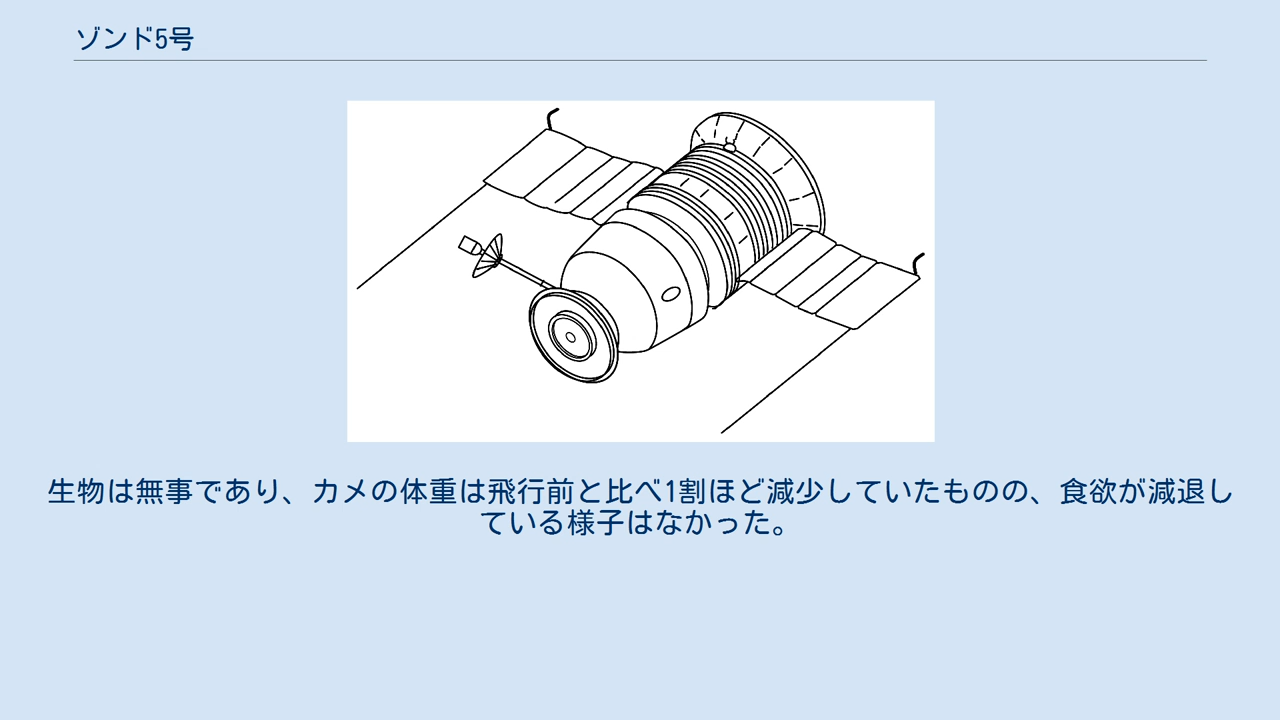 ゾンド5号
生物は無事であり、カメの体重は飛行前と比べ1割ほど減少していたものの、食欲が減退し
ている様子はなかった。